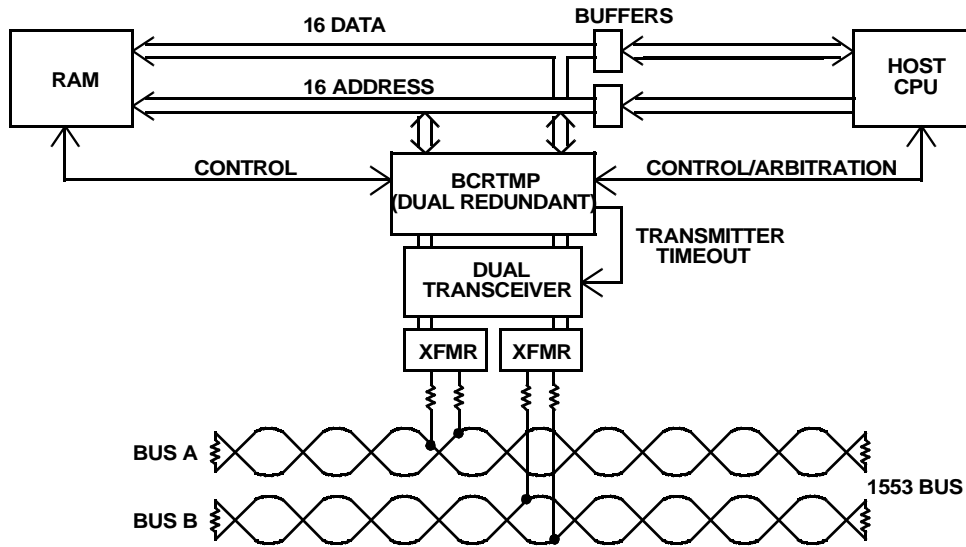 16 DATA
BUFFERS
RAM
HOST
CPU
16 ADDRESS
CONTROL
BCRTMP
(DUAL REDUNDANT)
CONTROL/ARBITRATION
TRANSMITTER
TIMEOUT
DUAL
TRANSCEIVER
XFMR
XFMR
BUS A
1553 BUS
BUS B